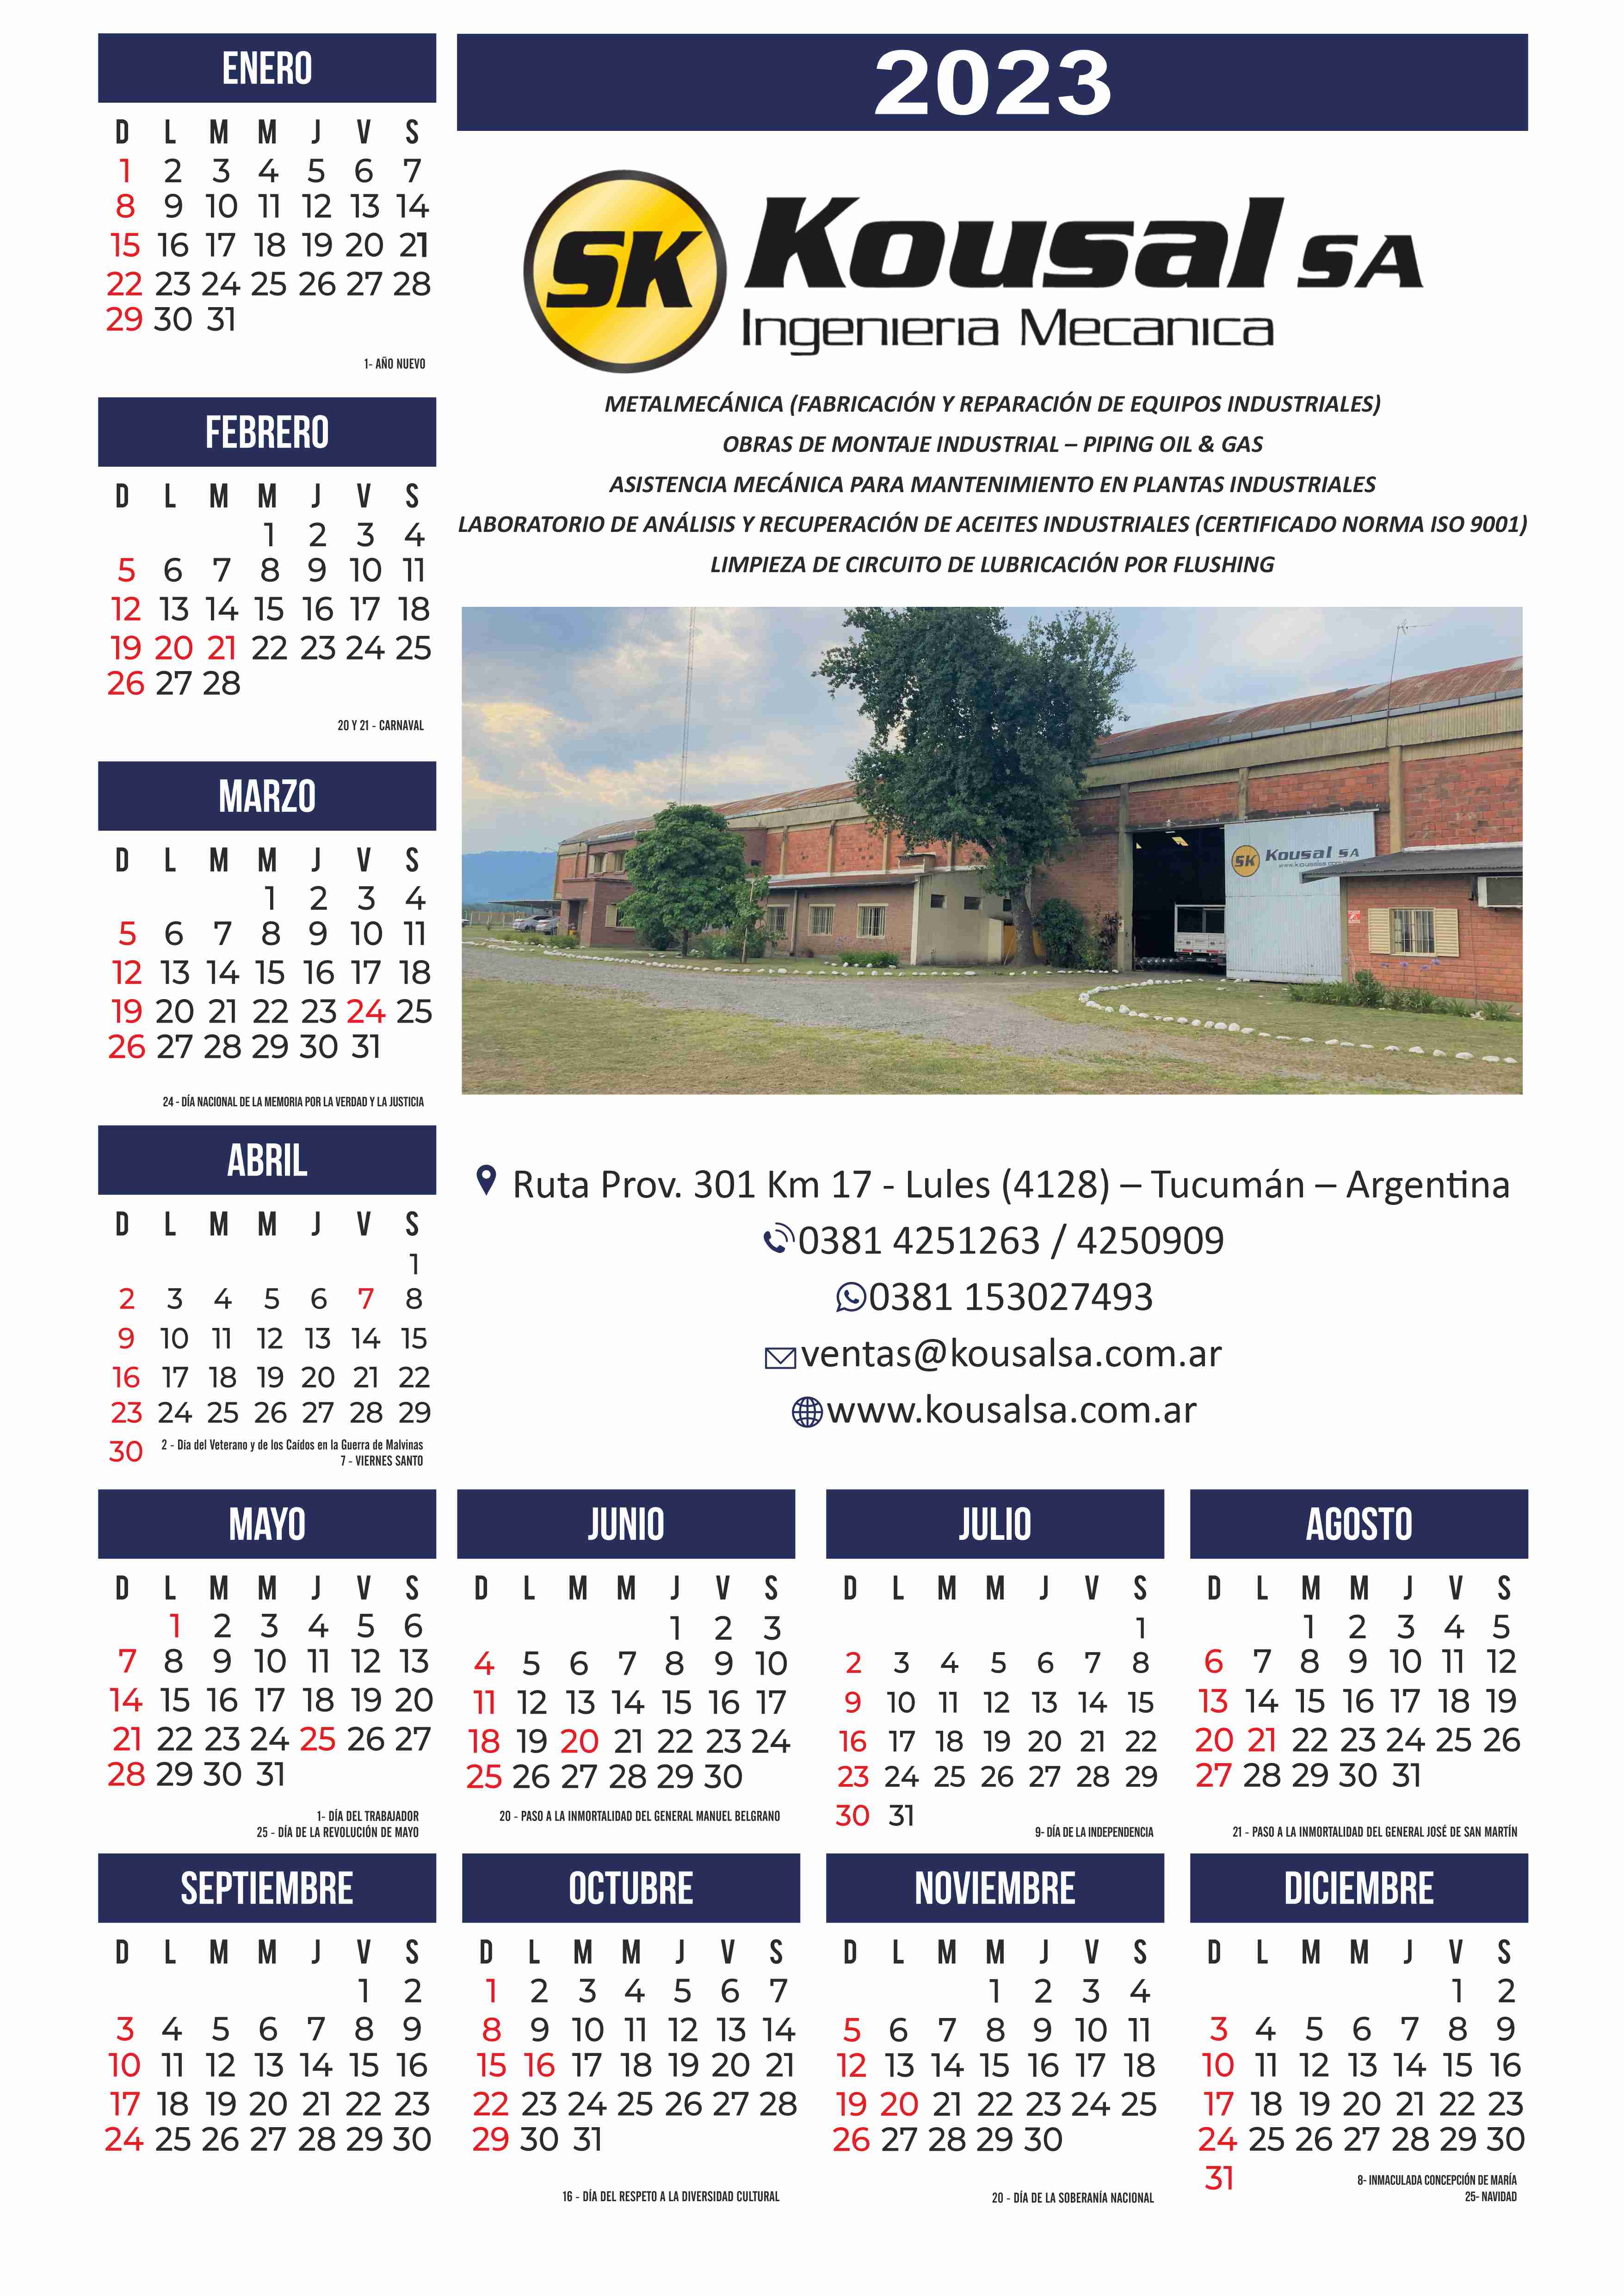 ENERO
D L M M J V S
1 2 3 4 5 6 7
8 9 10 11 12 13 14
15 16 17 18 19 20 21
22 23 24 25 26 27 28
29 30 31
1- AÑO NUEVO
FEBRERO
D L M M J V S
1 2 3 4
5 6 7 8 9 10 11
12 13 14 15 16 17 18
19 20 21 22 23 24 25
26 27 28
20 Y 21 - CARNAVAL
MARZO
D L M M J V S
1 2 3 4
5 6 7 8 9 10 11
12 13 14 15 16 17 18
19 20 21 22 23 24 25
26 27 28 29 30 31
24 - DÍA NACIONAL DE LA MEMORIA POR LA VERDAD Y LA JUSTICIA
ABRIL
D L M M J V S
1
2 3 4 5 6 7 8
9 10 11 12 13 14 15
16 17 18 19 20 21 22
23 24 25 26 27 28 29
30
2 - Día del Veterano y de los Caídos en la Guerra de Malvinas
7 - VIERNES SANTO
2023
SK Kousal SA
Ingenieria Mecanica
METALMECÁNICA (FABRICACIÓN Y REPARACIÓN DE EQUIPOS INDUSTRIALES)
OBRAS DE MONTAJE INDUSTRIAL – PIPING OIL & GAS
ASISTENCIA MECÁNICA PARA MANTENIMIENTO EN PLANTAS INDUSTRIALES
LABORATORIO DE ANÁLISIS Y RECUPERACIÓN DE ACEITES INDUSTRIALES (CERTIFICADO NORMA ISO 9001)
LIMPIEZA DE CIRCUITO DE LUBRICACIÓN POR FLUSHING
SK Kousal SA
Ruta Prov. 301 Km 17 - Lules (4128) – Tucumán – Argentina
0381 4251263 / 4250909
0381 153027493
ventas@kousalsa.com.ar
www.kousalsa.com.ar
MAYO
D L M M J V S
1 2 3 4 5 6
7 8 9 10 11 12 13
14 15 16 17 18 19 20
21 22 23 24 25 26 27
28 29 30 31
1- DÍA DEL TRABAJADOR
25 - DÍA DE LA REVOLUCIÓN DE MAYO
JUNIO
D L M M J V S
1 2 3
4 5 6 7 8 9 10
11 12 13 14 15 16 17
18 19 20 21 22 23 24
25 26 27 28 29 30
20 - PASO A LA INMORTALIDAD DEL GENERAL MANUEL BELGRANO
JULIO
D L M M J V S
1
2 3 4 5 6 7 8
9 10 11 12 13 14 15
16 17 18 19 20 21 22
23 24 25 26 27 28 29
30 31
9- DÍA DE LA INDEPENDENCIA
AGOSTO
D L M M J V S
1 2 3 4 5
6 7 8 9 10 11 12
13 14 15 16 17 18 19
20 21 22 23 24 25 26
27 28 29 30 31
21 - PASO A LA INMORTALIDAD DEL GENERAL JOSÉ DE SAN MARTÍN
SEPTIEMBRE
D L M M J V S
1 2
3 4 5 6 7 8 9
10 11 12 13 14 15 16
17 18 19 20 21 22 23
24 25 26 27 28 29 30
OCTUBRE
D L M M J V S
1 2 3 4 5 6 7
8 9 10 11 12 13 14
15 16 17 18 19 20 21
22 23 24 25 26 27 28
29 30 31
16 - DÍA DEL RESPETO A LA DIVERSIDAD CULTURAL
NOVIEMBRE
D L M M J V S
1 2 3 4
5 6 7 8 9 10 11
12 13 14 15 16 17 18
19 20 21 22 23 24 25
26 27 28 29 30
20 - DÍA DE LA SOBERANÍA NACIONAL
DICIEMBRE
D L M M J V S
1 2
3 4 5 6 7 8 9
10 11 12 13 14 15 16
17 18 19 20 21 22 23
24 25 26 27 28 29 30
31
8- INMACULADA CONCEPCIÓN DE MARÍA
25- NAVIDAD